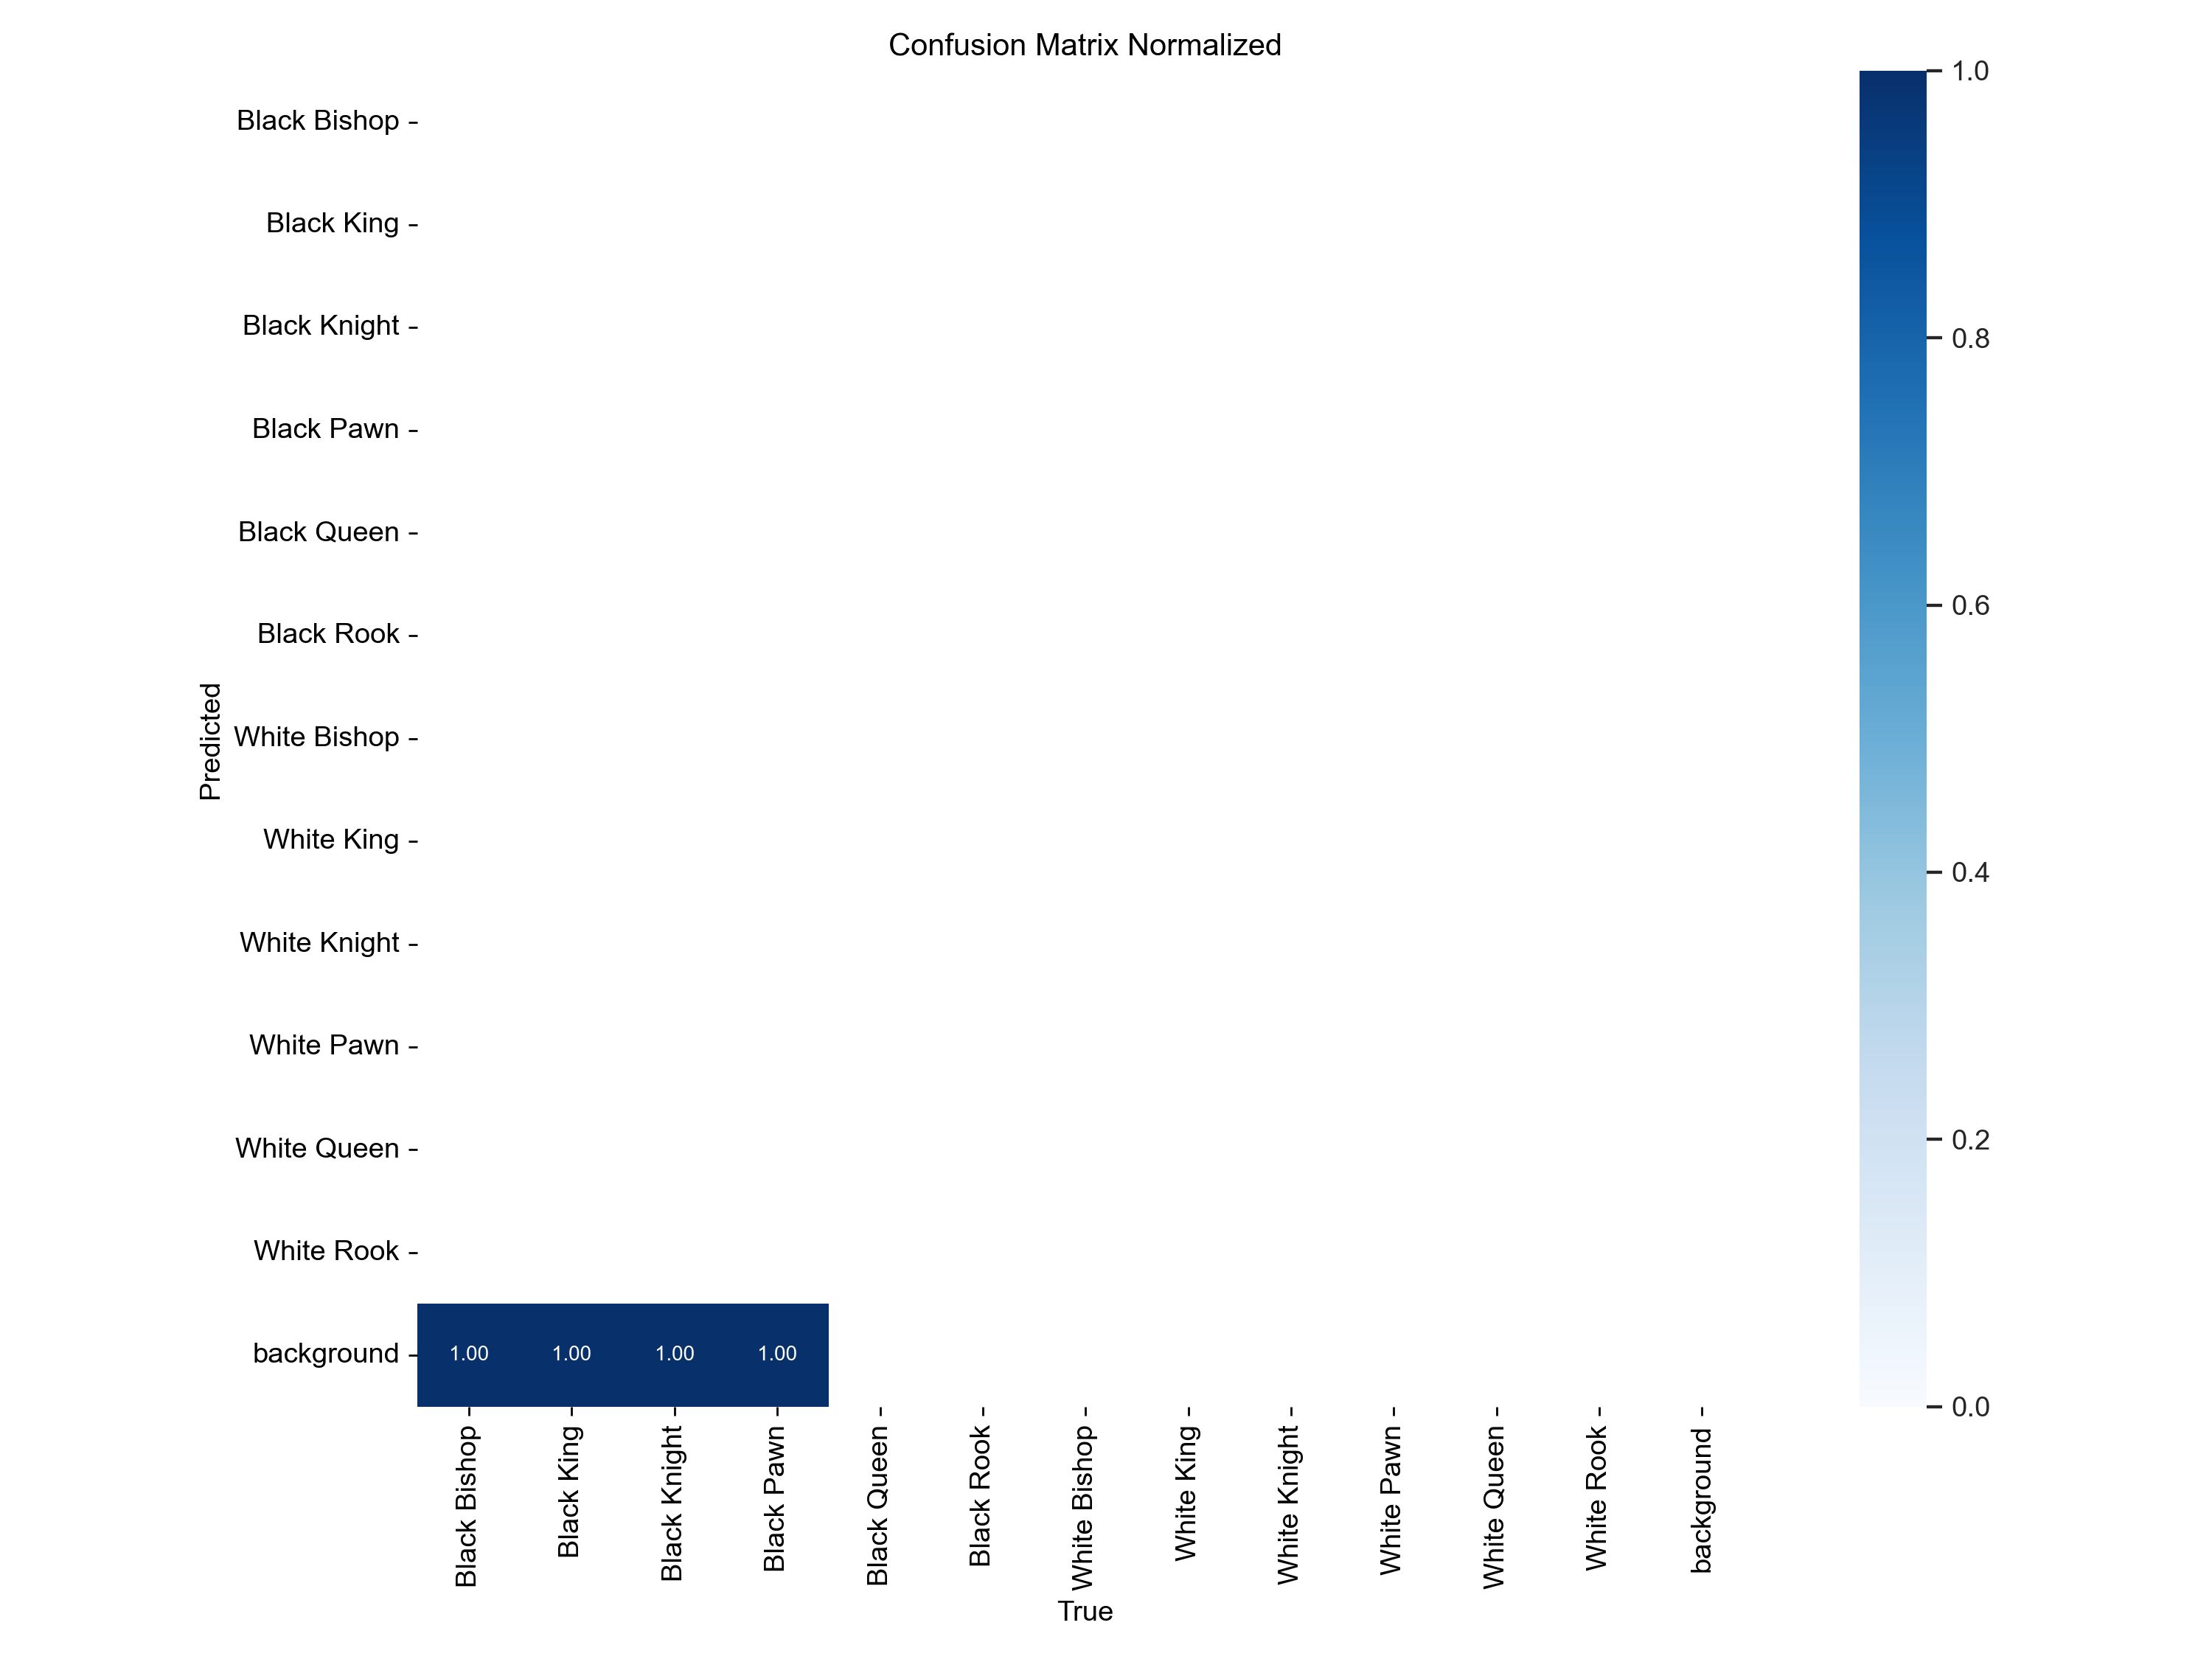 Confusion Matrix Normalized
Black Bishop
Black King
Black Knight
Black Pawn
Black Queen
Black Rook
White Bishop
White King
White Knight
White Pawn
White Queen
White Rook
background
Predicted
1.00 1.00 1.00 1.00
Black Bishop
Black King
Black Knight
Black Pawn
Black Queen
Black Rook
White Bishop
White King
White Knight
White Pawn
White Queen
White Rook
background
True
1.0
0.8
0.6
0.4
0.2
0.0